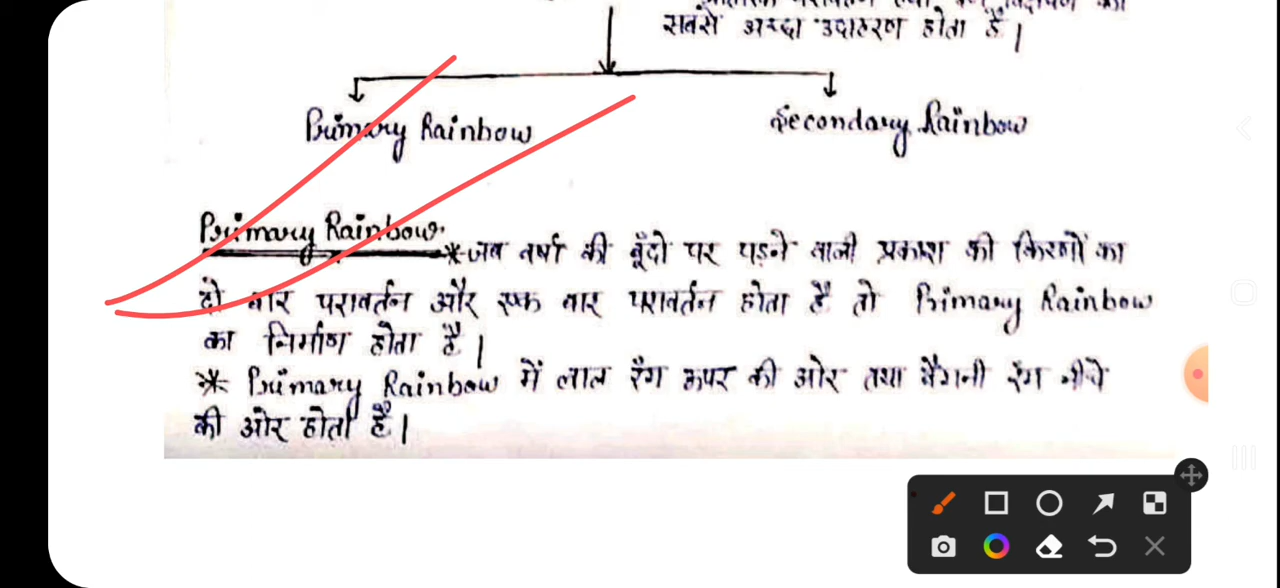 सबसे अच्छा उदाहरण होता है।
Primary Rainbow
Secondary Rainbow
Primary Rainbow
*जब वर्षा की बूँदो पर पड़ने वाली प्रकाश की किरणों का
दो बार परावर्तन और एक बार परावर्तन होता है तो Primary Rainbow
का निर्माण होता है।
* Primary Rainbow में लाल रंग ऊपर की ओर तथा बैगनी रंग नीचे
की ओर होती है।